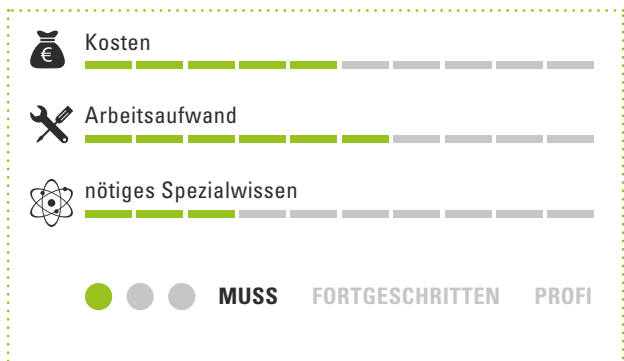 €
Kosten
Arbeitsaufwand
nötiges Spezialwissen
MUSS FORTGESCHRITTEN PROFI